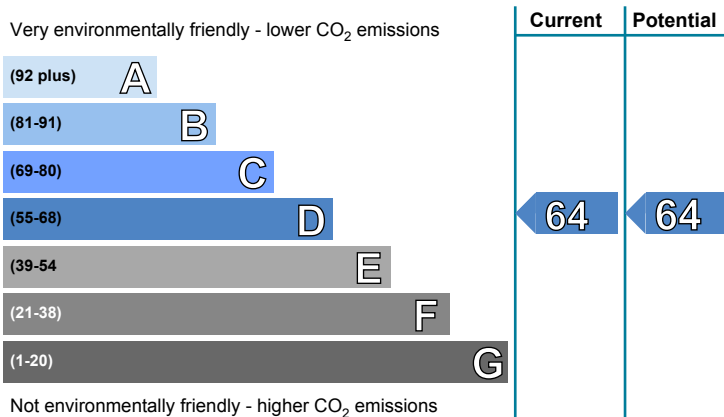 Very environmentally friendly - lower CO2 emissions
Current
Potential
(92 plus) A
(81-91) B
(69-80) C
(55-68) D
64
64
(39-54 E
(21-38) F
(1-20) G
Not environmentally friendly - higher CO2 emissions